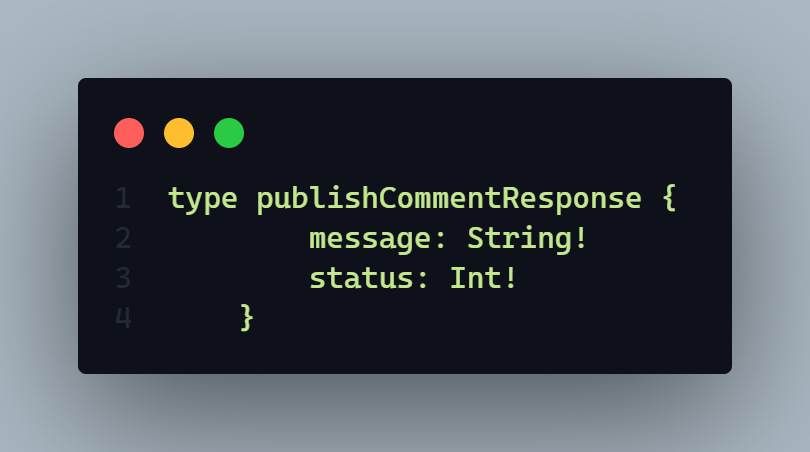 1 type publishCommentResponse {
2         message: String!
3         status: Int!
4     }